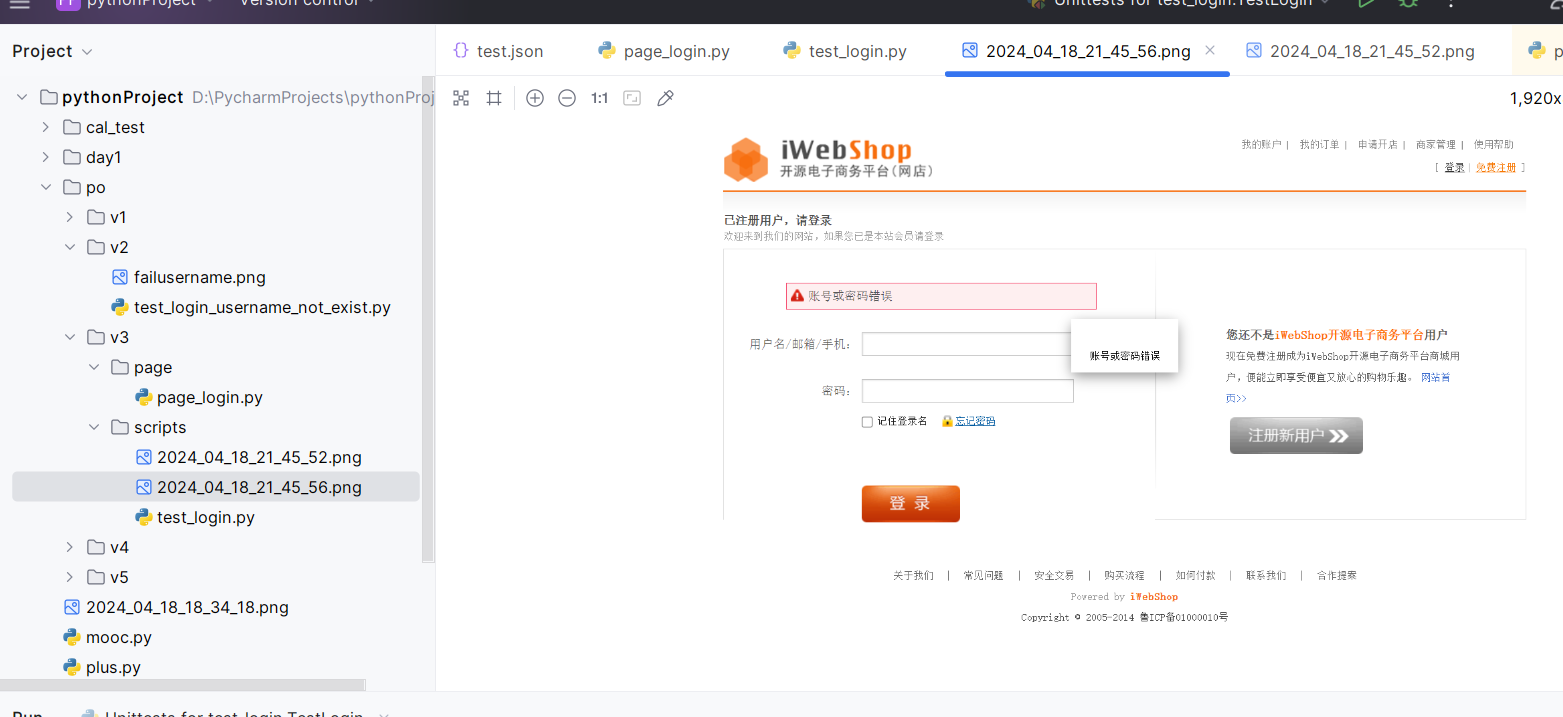 pythonProject Version control Unittests for test_login.TestLogin
Project
test.json page_login.py test_login.py 2024_04_18_21_45_56.png 2024_04_18_21_45_52.png p
pythonProject D:\PycharmProjects\pythonProj
1:1 1,920x
cal_test
day1
po
v1
v2
failusername.png
test_login_username_not_exist.py
v3
page
page_login.py
scripts
2024_04_18_21_45_52.png
2024_04_18_21_45_56.png
test_login.py
v4
v5
2024_04_18_18_34_18.png
mooc.py
plus.py
iWebShop
开源电子商务平台(网店)
我的账户 | 我的订单 | 申请开店 | 商家管理 | 使用帮助
[ 登录 | 免费注册 ]
已注册用户，请登录
欢迎来到我们的网站，如果您已是本站会员请登录
账号或密码错误
用户名/邮箱/手机：
账号或密码错误
密码：
记住登录名 忘记密码
登 录
您还不是iWebShop开源电子商务平台用户
现在免费注册成为iWebShop开源电子商务平台商城用
户，便能立即享受便宜又放心的购物乐趣。 网站首
页>>
注册新用户
关于我们 | 常见问题 | 安全交易 | 购买流程 | 如何付款 | 联系我们 | 合作提案
Powered by iWebShop
Copyright © 2005-2014 鲁ICP备01000010号
Run Unittests for test_login.TestLogin